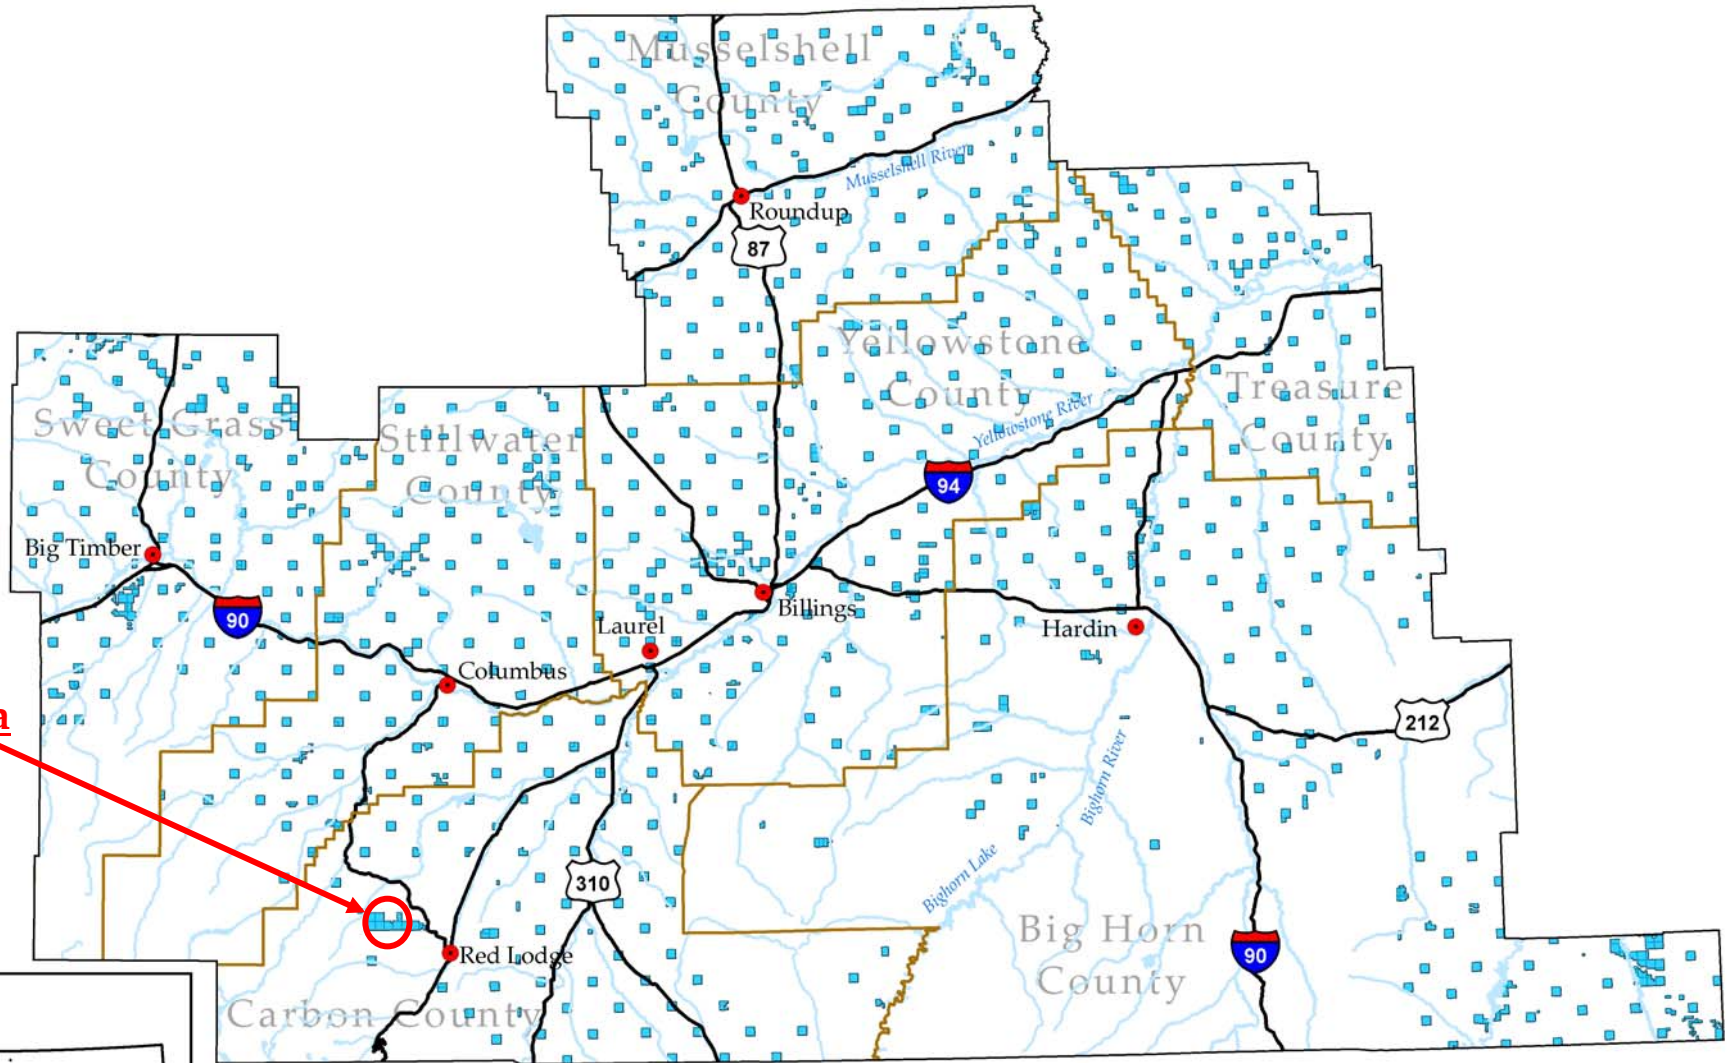 Musselshell
County
Musselshell River
Roundup
87
Yellowstone
County
Yellowstone River
Treasure
County
Sweet Grass
County
Stillwater
County
94
Big Timber
90
Billings
Laurel
Hardin
Columbus
212
a
Bighorn River
310
Bighorn Lake
Big Horn
County
90
Red Lodge
Carbon County